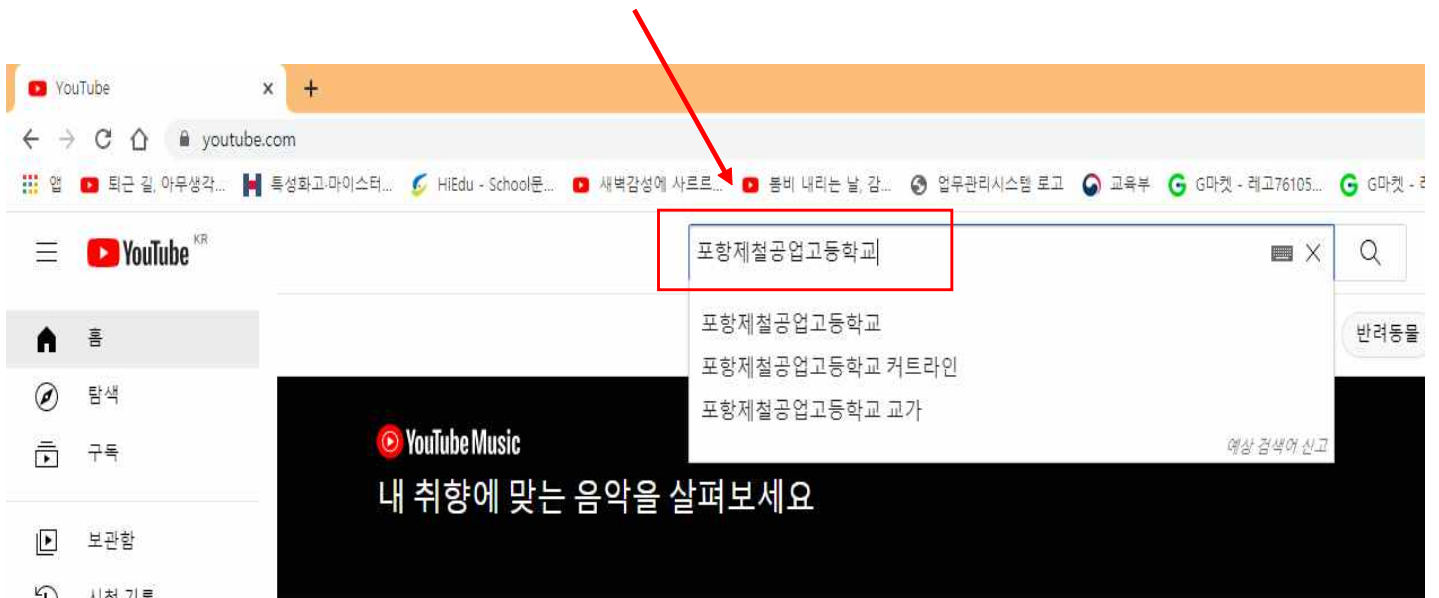 YouTube
youtube.com
앱 퇴근 길, 아무생각... 특성화고·마이스터... HiEdu - School문... 새벽감성에 사르르... 봄비 내리는 날, 감... 업무관리시스템 로고 교육부 G마켓 - 레고76105... G마켓 -
YouTube KR
포항제철공업고등학교
포항제철공업고등학교
포항제철공업고등학교 커트라인
포항제철공업고등학교 교가
예상 검색어 신고
반려동물
홈
탐색
구독
보관함
시청 기록
YouTube Music
내 취향에 맞는 음악을 살펴보세요